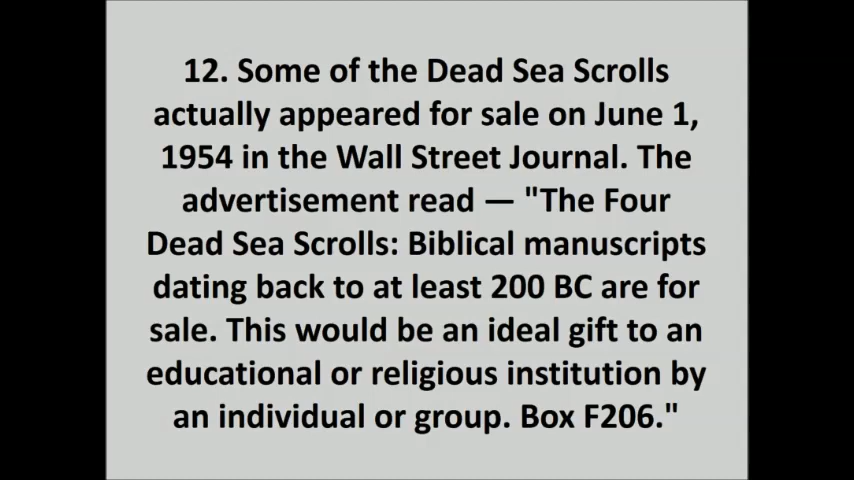 12. Some of the Dead Sea Scrolls
actually appeared for sale on June 1,
1954 in the Wall Street Journal. The
advertisement read — "The Four
Dead Sea Scrolls: Biblical manuscripts
dating back to at least 200 BC are for
sale. This would be an ideal gift to an
educational or religious institution by
an individual or group. Box F206."